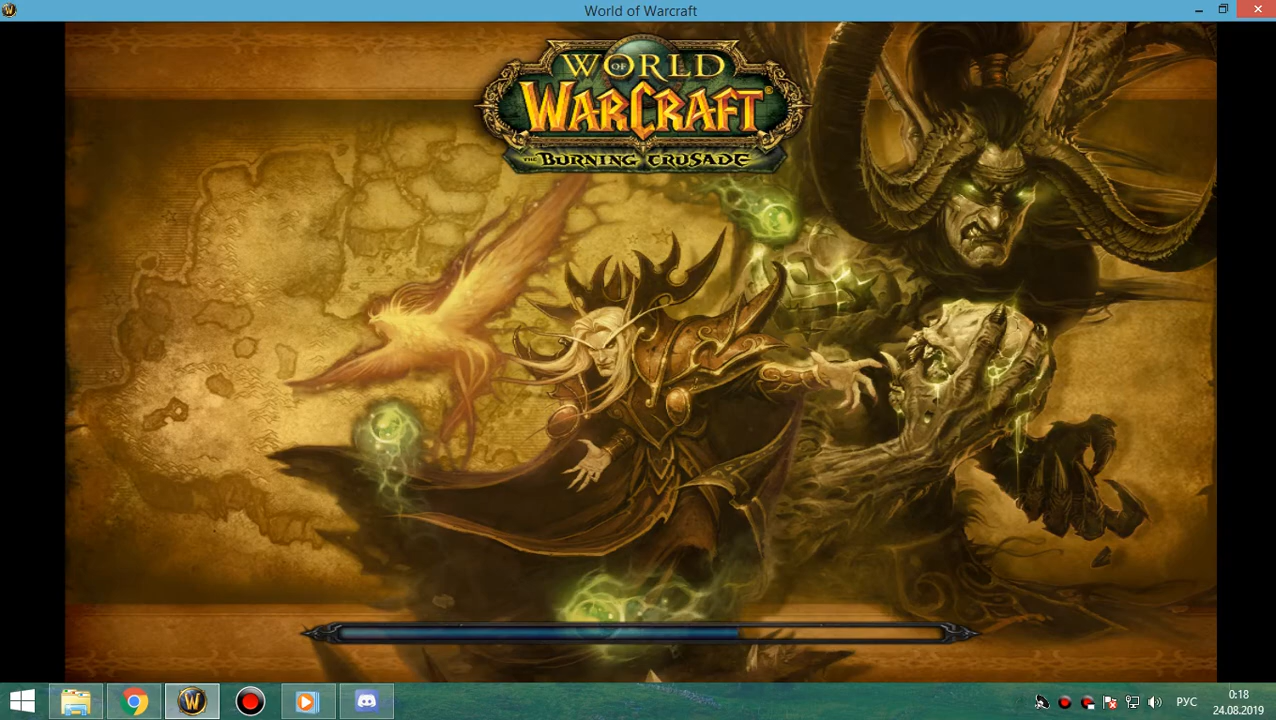 World of Warcraft
WORLD
OF
WARCRAFT®
THE BURNING CRUSADE
РУС
0:18
24.08.2019